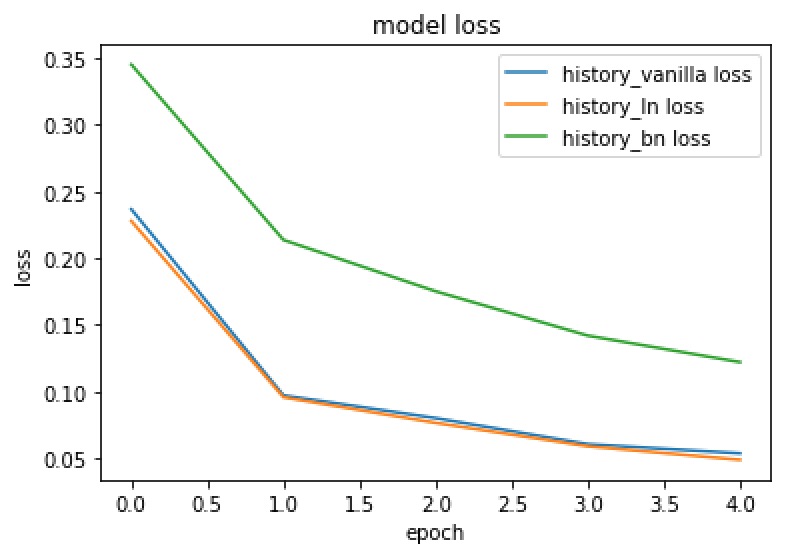 model loss
0.35
0.30
0.25
0.20
0.15
0.10
0.05
loss
history_vanilla loss
history_ln loss
history_bn loss
0.0 0.5 1.0 1.5 2.0 2.5 3.0 3.5 4.0
epoch